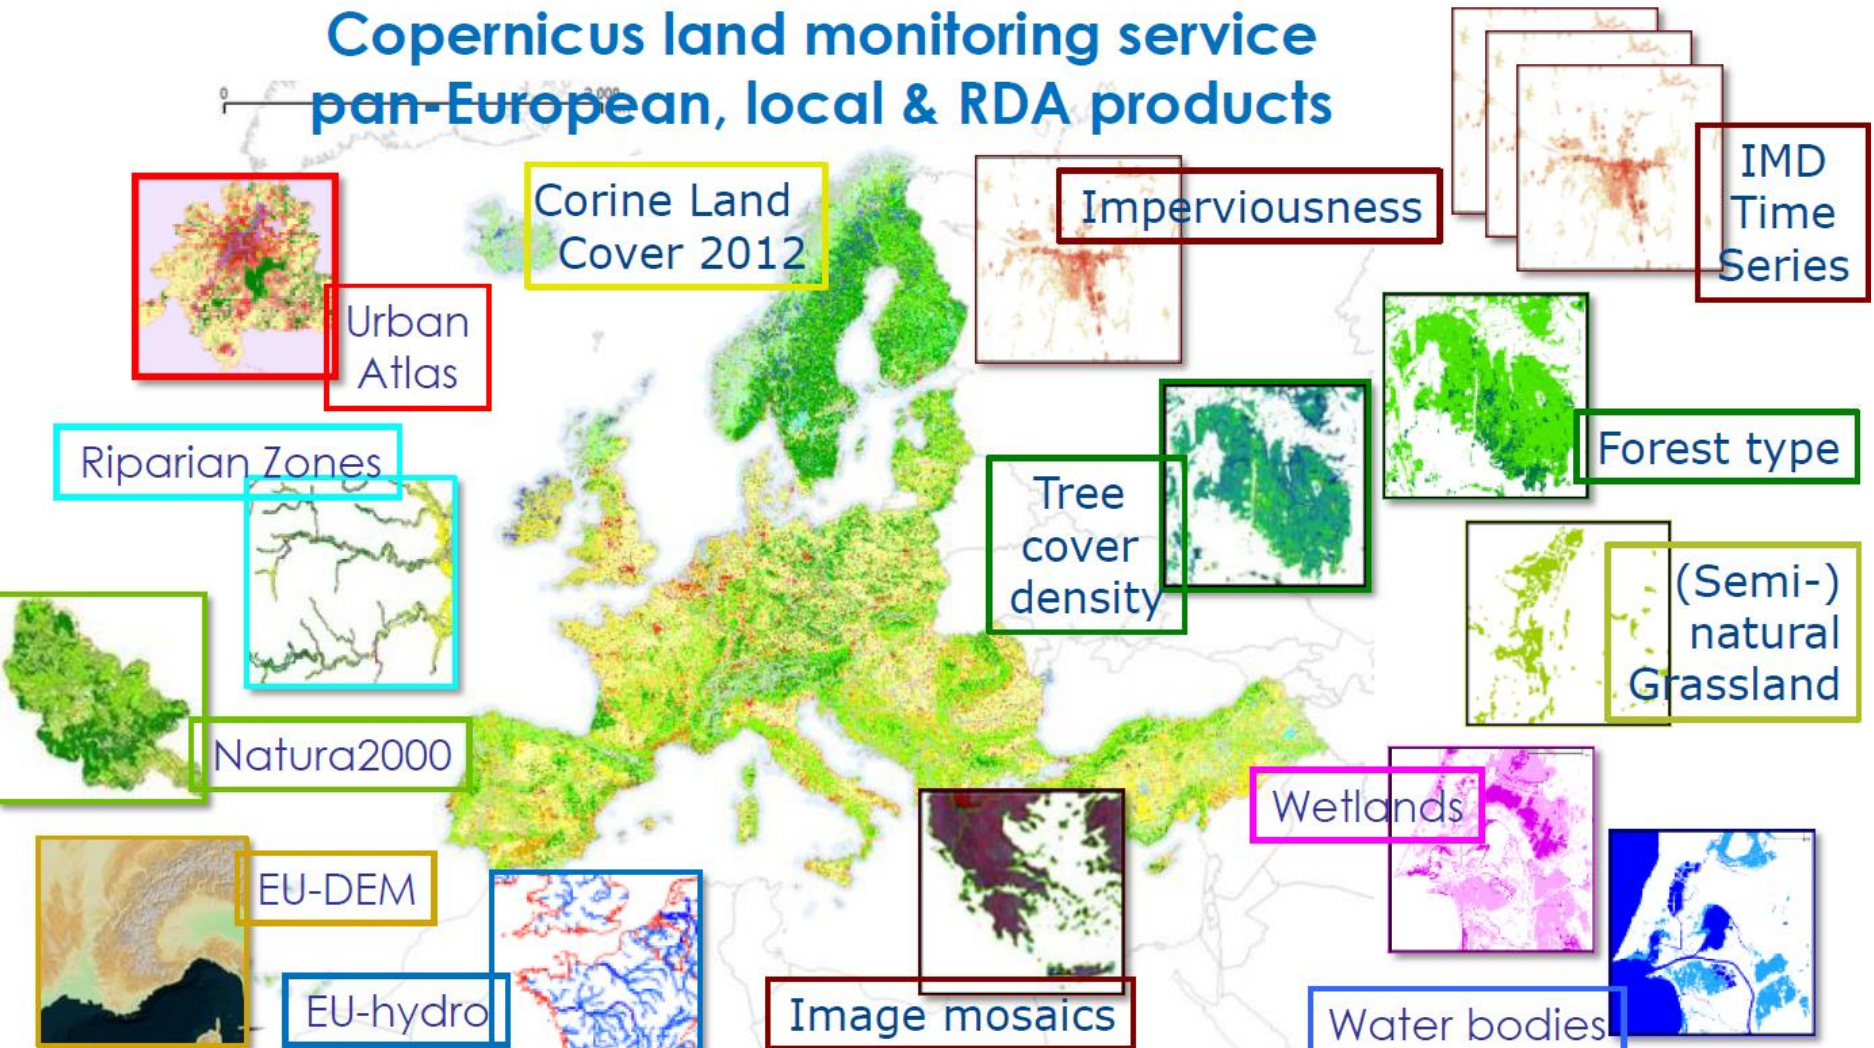 Copernicus land monitoring service
pan-European, local & RDA products
0
Corine Land
Cover 2012
Imperviousness
IMD
Time
Series
Urban
Atlas
Riparian Zones
Tree
cover
density
Forest type
(Semi-)
natural
Grassland
Natura2000
Wetlands
EU-DEM
EU-hydro
Image mosaics
Water bodies